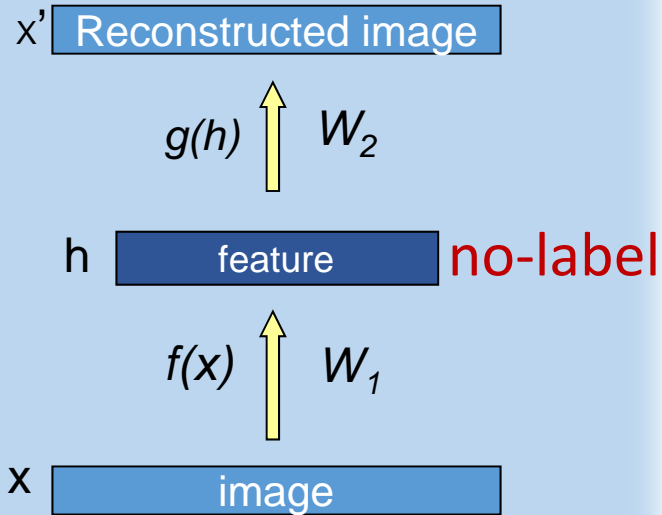 x’ Reconstructed image
g(h) W₂
h feature no-label
f(x) W₁
x image